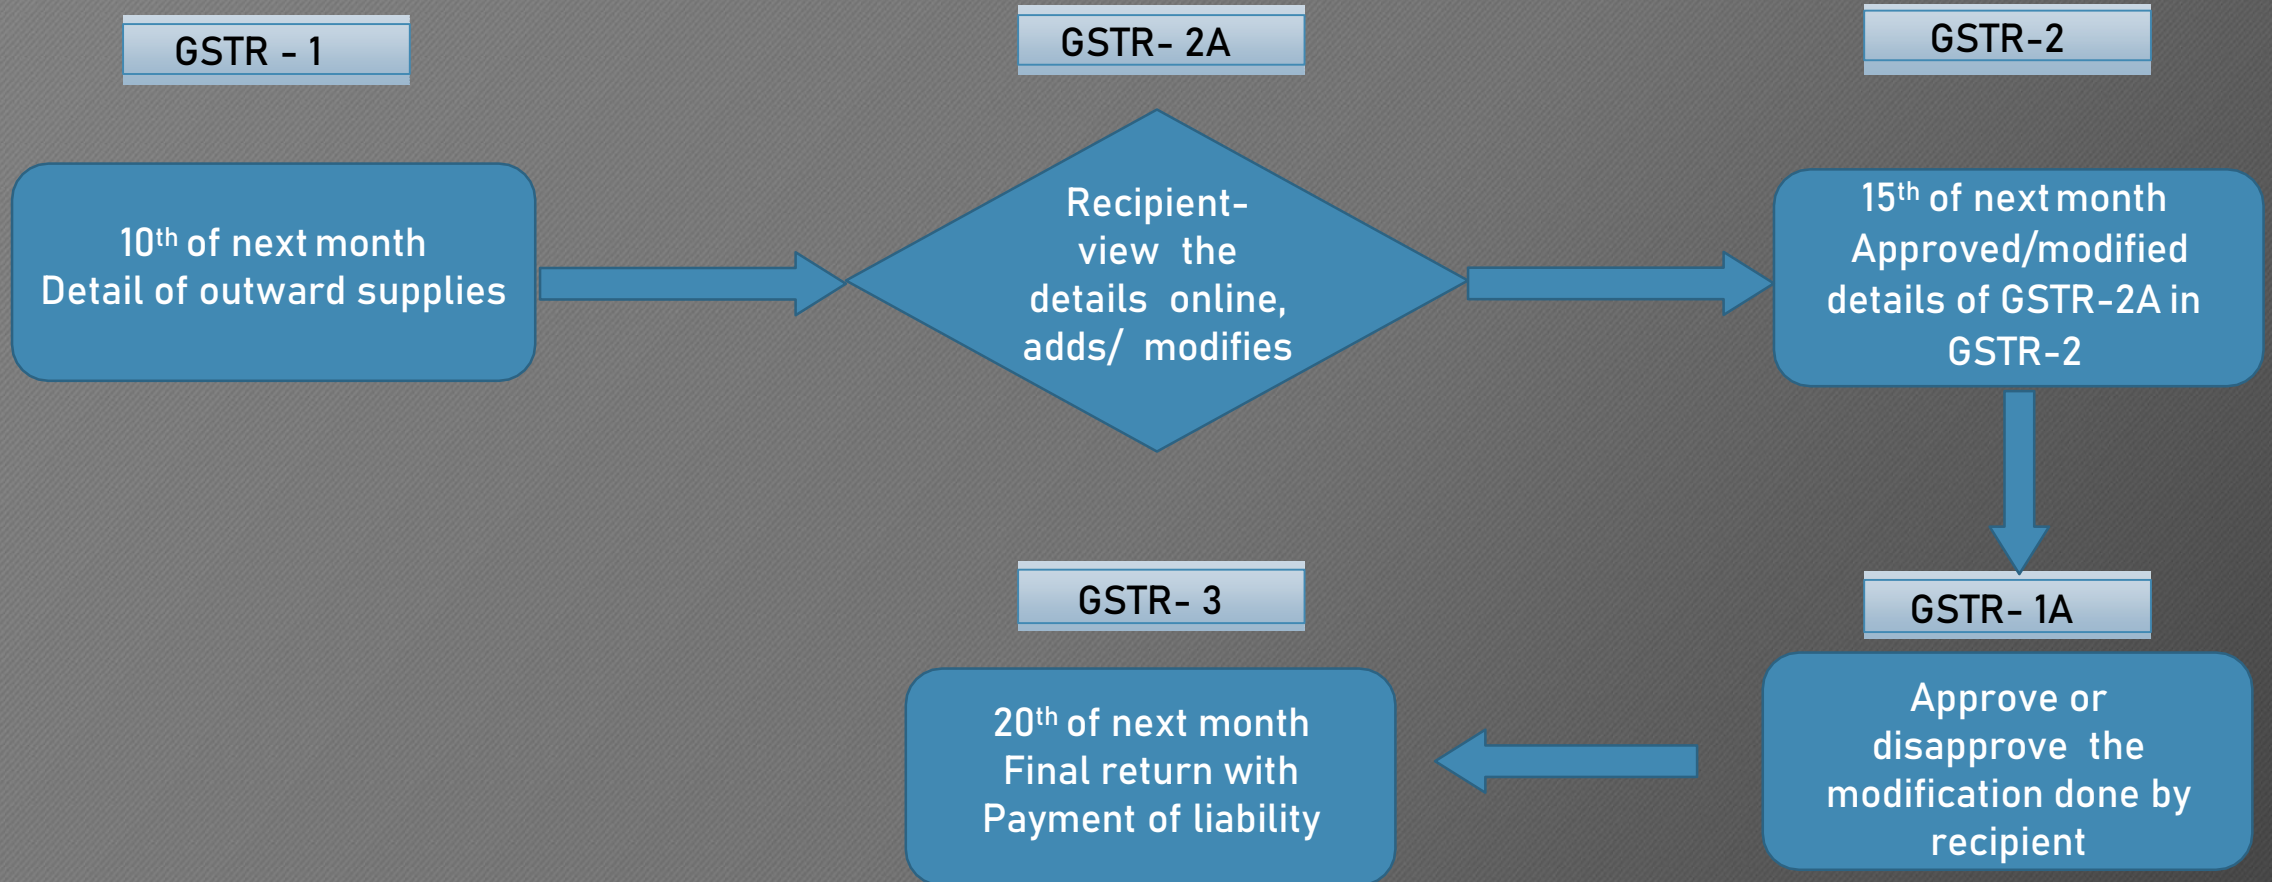 GSTR - 1
10th of next month
Detail of outward supplies
GSTR- 2A
Recipient-
view the
details online,
adds/ modifies
GSTR-2
15th of next month
Approved/modified
details of GSTR-2A in
GSTR-2
GSTR- 1A
Approve or
disapprove the
modification done by
recipient
GSTR- 3
20th of next month
Final return with
Payment of liability